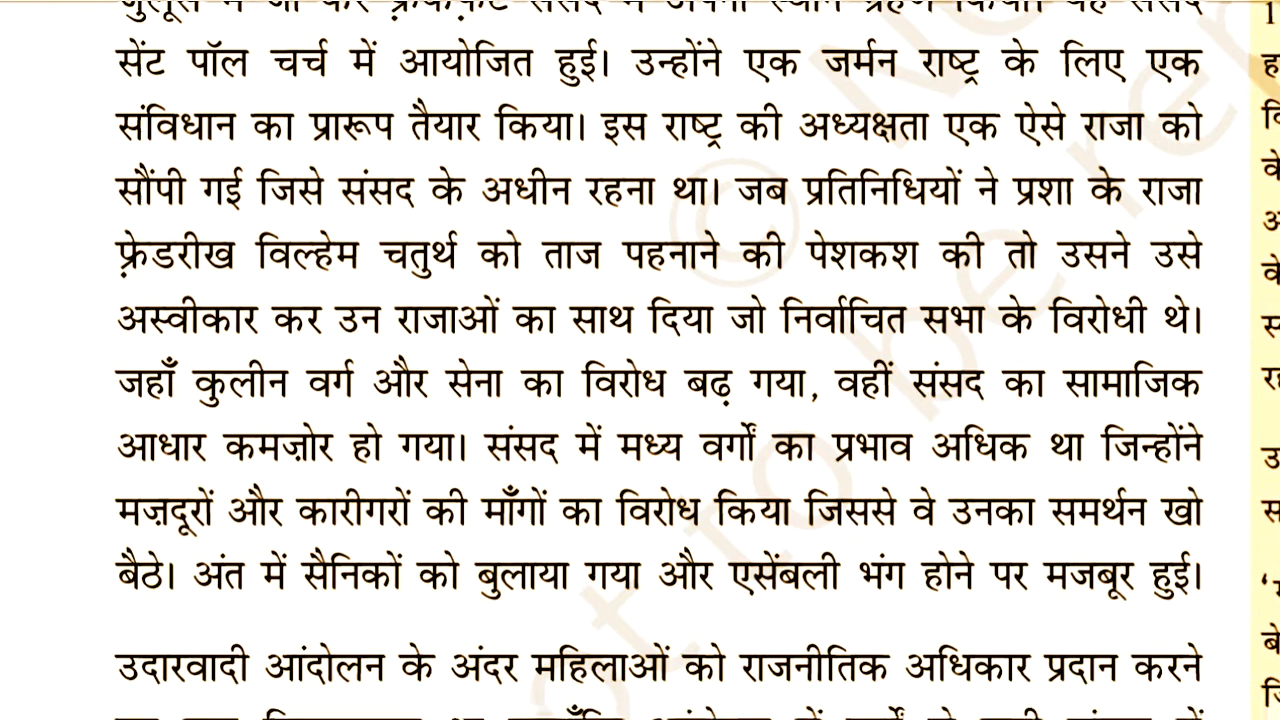 सेंट पॉल चर्च में आयोजित हुई। उन्होंने एक जर्मन राष्ट्र के लिए एक
संविधान का प्रारूप तैयार किया। इस राष्ट्र की अध्यक्षता एक ऐसे राजा को
सौंपी गई जिसे संसद के अधीन रहना था। जब प्रतिनिधियों ने प्रशा के राजा
फ़्रेडरीख विल्हेम चतुर्थ को ताज पहनाने की पेशकश की तो उसने उसे
अस्वीकार कर उन राजाओं का साथ दिया जो निर्वाचित सभा के विरोधी थे।
जहाँ कुलीन वर्ग और सेना का विरोध बढ़ गया, वहीं संसद का सामाजिक
आधार कमज़ोर हो गया। संसद में मध्य वर्गों का प्रभाव अधिक था जिन्होंने
मज़दूरों और कारीगरों की माँगों का विरोध किया जिससे वे उनका समर्थन खो
बैठे। अंत में सैनिकों को बुलाया गया और एसेंबली भंग होने पर मजबूर हुई।
उदारवादी आंदोलन के अंदर महिलाओं को राजनीतिक अधिकार प्रदान करने